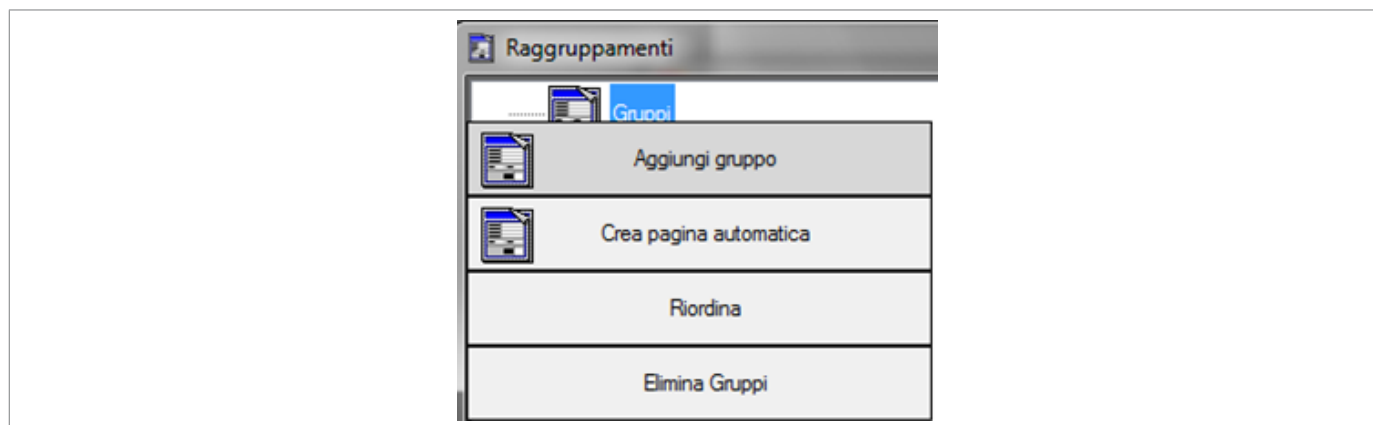 Raggruppamenti
Gruppi
Aggiungi gruppo
Crea pagina automatica
Riordina
Elimina Gruppi